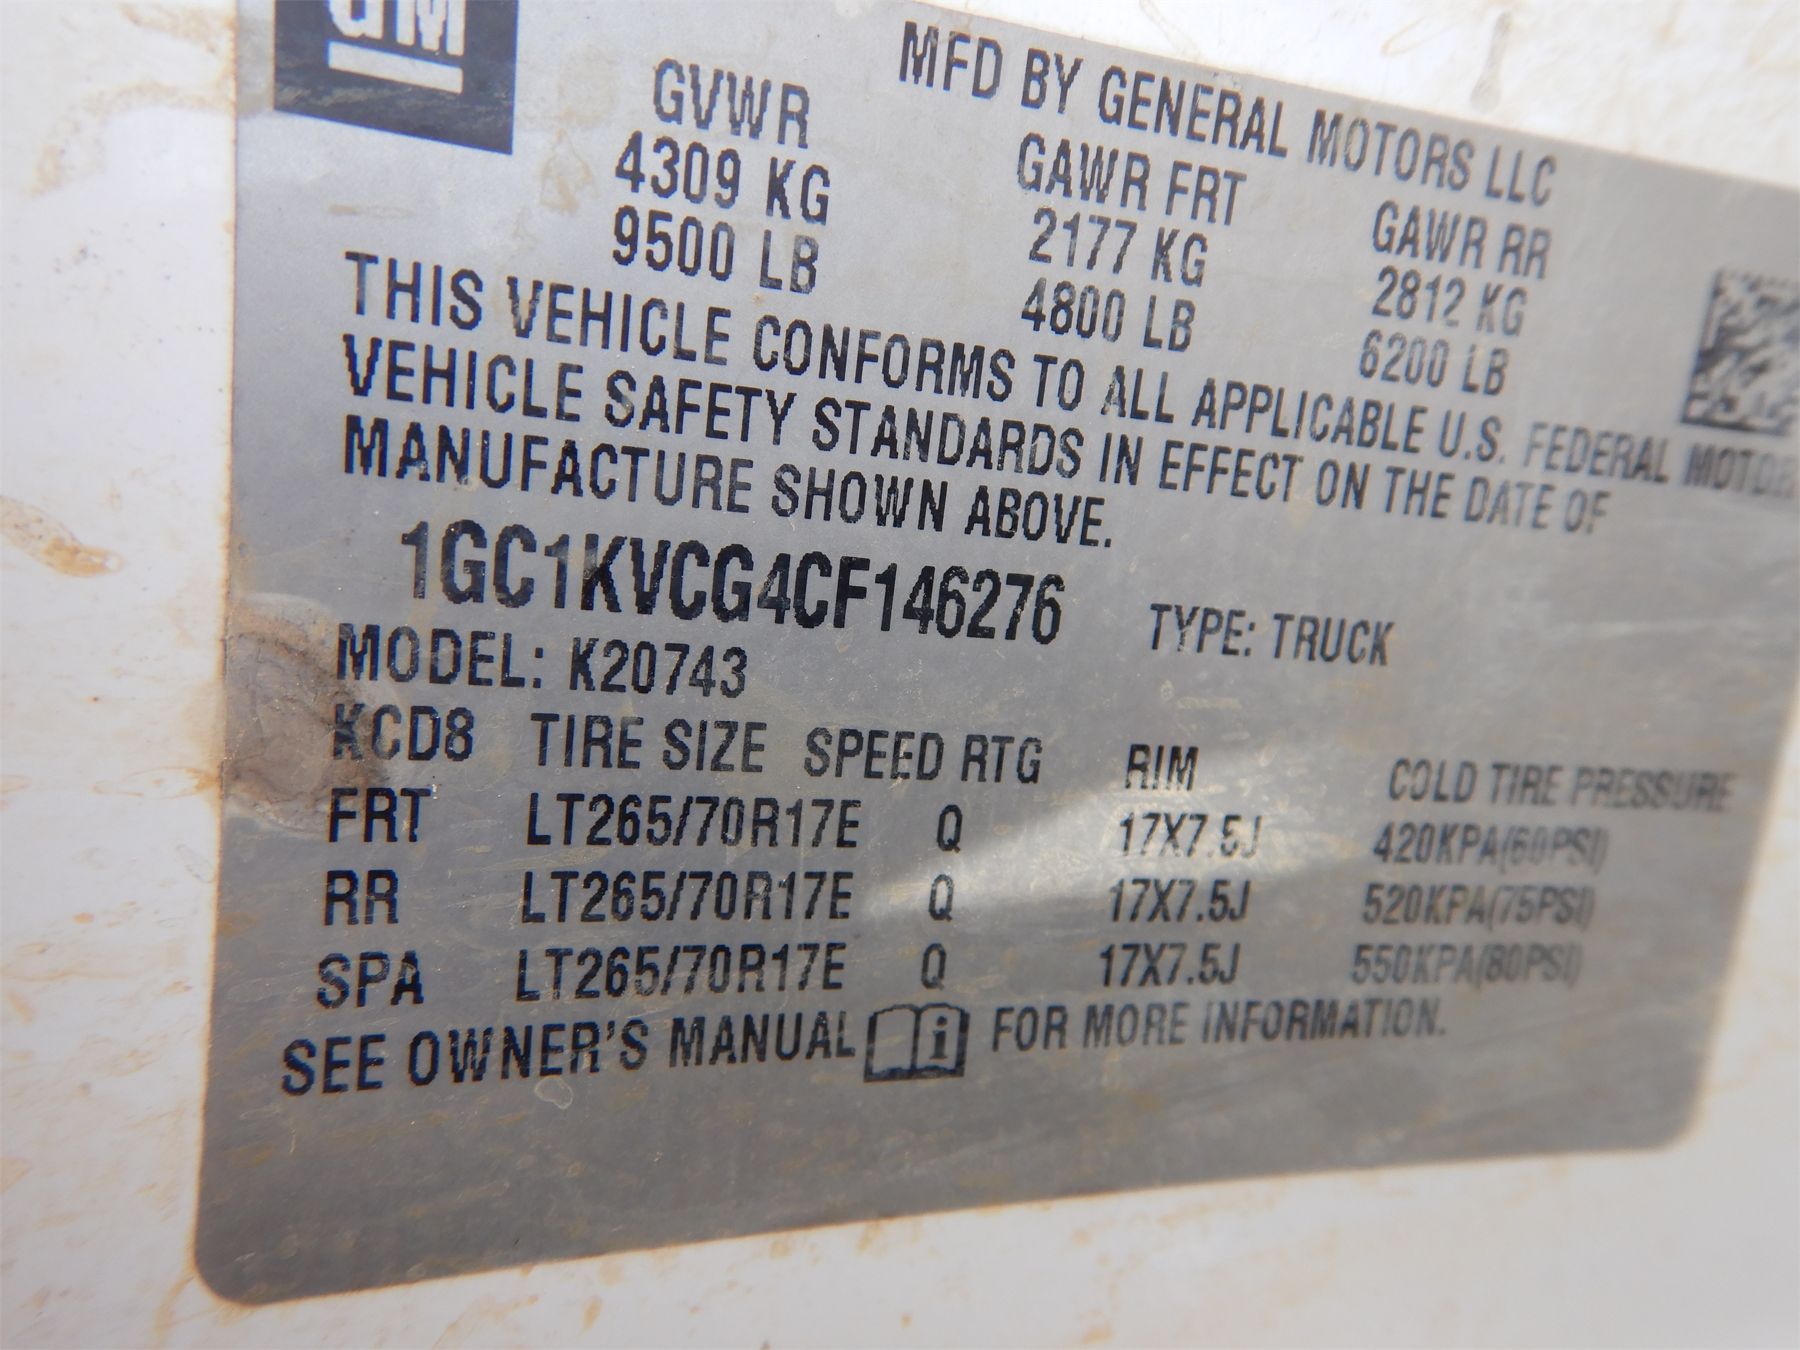 GM
MFD BY GENERAL MOTORS LLC
GVWR GAWR FRT GAWR RR
4309 KG 2177 KG 2812 KG
9500 LB 4800 LB 6200 LB
THIS VEHICLE CONFORMS TO ALL APPLICABLE U.S. FEDERAL MOTOR
VEHICLE SAFETY STANDARDS IN EFFECT ON THE DATE OF
MANUFACTURE SHOWN ABOVE.
1GC1KVCG4CF146276 TYPE: TRUCK
MODEL: K20743
KCD8 TIRE SIZE SPEED RTG RIM COLD TIRE PRESSURE
FRT LT265/70R17E Q 17X7.5J 420KPA(60PSI)
RR LT265/70R17E Q 17X7.5J 520KPA(75PSI)
SPA LT265/70R17E Q 17X7.5J 550KPA(80PSI)
SEE OWNER'S MANUAL i FOR MORE INFORMATION.